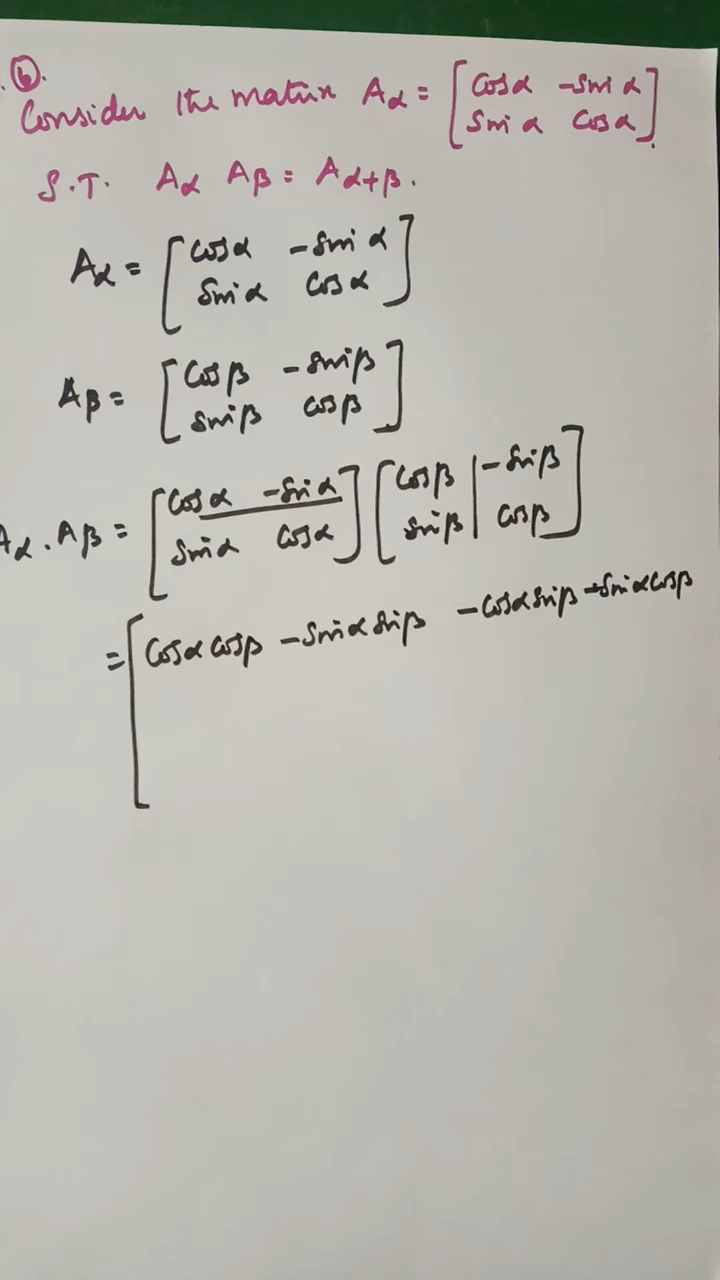 (b).
Consider the matrix Aα = [cosα -sinα
sinα cosα].
S.T. Aα Aβ = Aα+β.
Aα = [cosα -sinα
sinα cosα]
Aβ = [cosβ -sinβ
sinβ cosβ]
Aα . Aβ = [cosα -sinα] [cosβ | -sinβ]
sinα cosα sinβ | cosβ
= [cosα cosβ - sinα sinβ -cosα sinβ - sinα cosβ